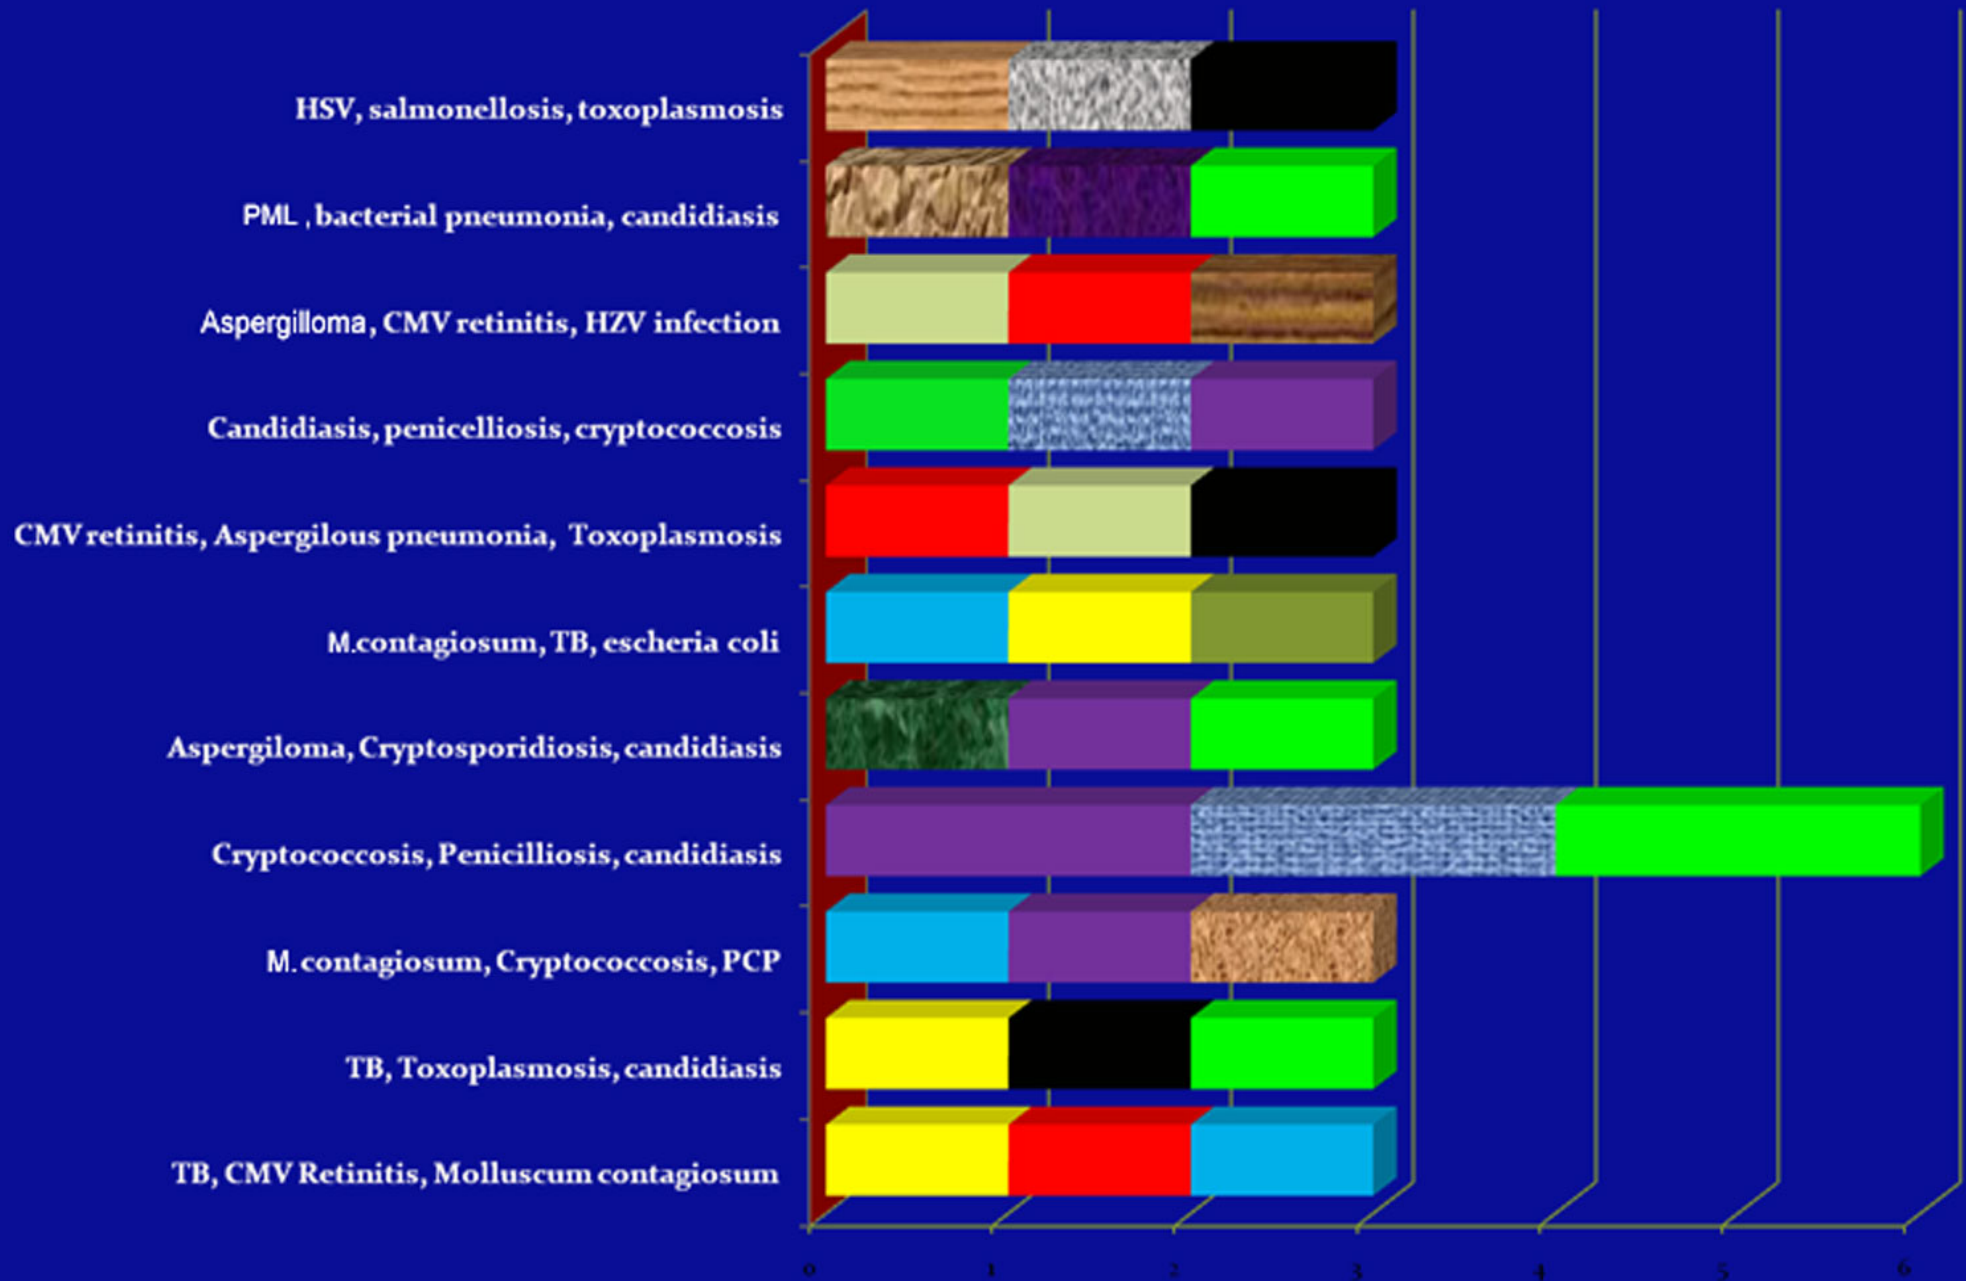 HSV, salmonellosis, toxoplasmosis
PML , bacterial pneumonia, candidiasis
Aspergilloma, CMV retinitis, HZV infection
Candidiasis, penicelliosis, cryptococcosis
CMV retinitis, Aspergilous pneumonia, Toxoplasmosis
M.contagiosum, TB, escheria coli
Aspergiloma, Cryptosporidiosis, candidiasis
Cryptococcosis, Penicilliosis, candidiasis
M. contagiosum, Cryptococcosis, PCP
TB, Toxoplasmosis, candidiasis
TB, CMV Retinitis, Molluscum contagiosum
0 1 2 3 4 5 6